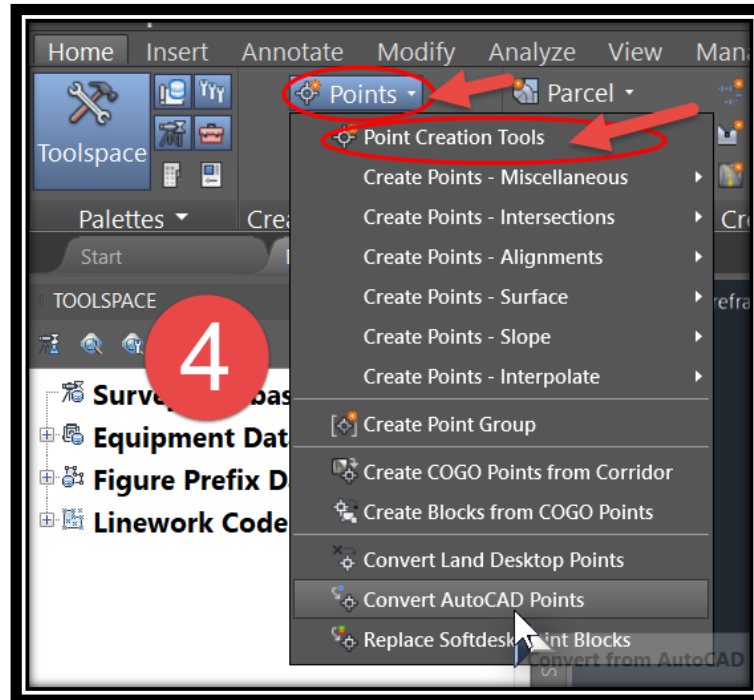 Home Insert Annotate Modify Analyze View
Points Parcel
Toolspace
Point Creation Tools
Create Points - Miscellaneous
Create Points - Intersections
Create Points - Alignments
Create Points - Surface
Create Points - Slope
Create Points - Interpolate
Create Point Group
Create COGO Points from Corridor
Create Blocks from COGO Points
Convert Land Desktop Points
Convert AutoCAD Points
Replace Softdesk Point Blocks
Convert from AutoCAD
Palettes
Start
TOOLSPACE
4
Equipment
Figure Prefix
Linework Code